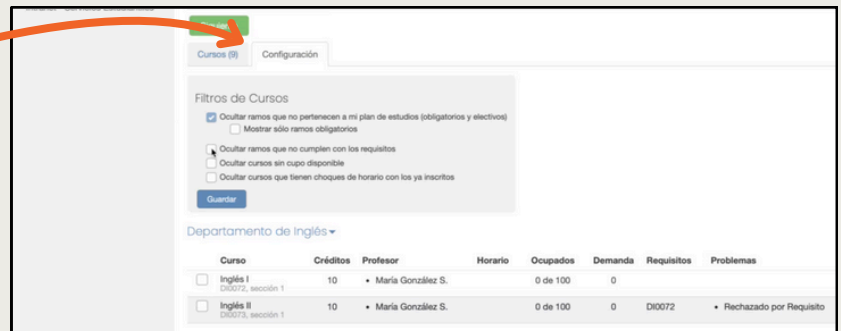 Cursos (9) Configuración
Filtros de Cursos
Ocultar ramos que no pertenecen a mi plan de estudios (obligatorios y electivos)
Mostrar sólo ramos obligatorios
Ocultar ramos que no cumplen con los requisitos
Ocultar cursos sin cupo disponible
Ocultar cursos que tienen choques de horario con los ya inscritos
Guardar
Departamento de Inglés
Curso Créditos Profesor Horario Ocupados Demanda Requisitos Problemas
Inglés I 10 • María González S. 0 de 100 0
DI0072, sección 1
Inglés II 10 • María González S. 0 de 100 0 DI0072 • Rechazado por Requisito
DI0073, sección 1